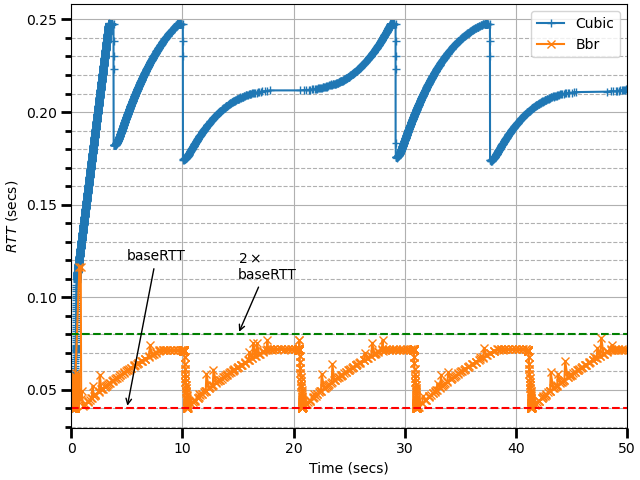 0.25
0.20
0.15
0.10
0.05
RTT (secs)
Cubic
Bbr
baseRTT
2 ×
baseRTT
0 10 20 30 40 50
Time (secs)